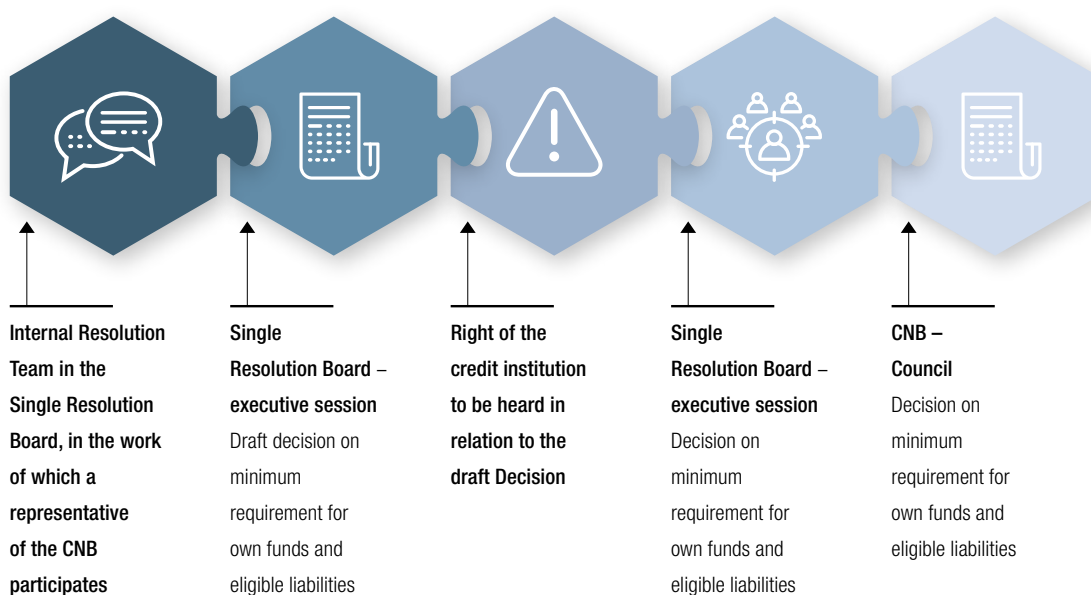 Internal Resolution
Team in the
Single Resolution
Board, in the work
of which a
representative
of the CNB
participates
Single
Resolution Board –
executive session
Draft decision on
minimum
requirement for
own funds and
eligible liabilities
Right of the
credit institution
to be heard in
relation to the
draft Decision
Single
Resolution Board –
executive session
Decision on
minimum
requirement for
own funds and
eligible liabilities
CNB –
Council
Decision on
minimum
requirement for
own funds and
eligible liabilities